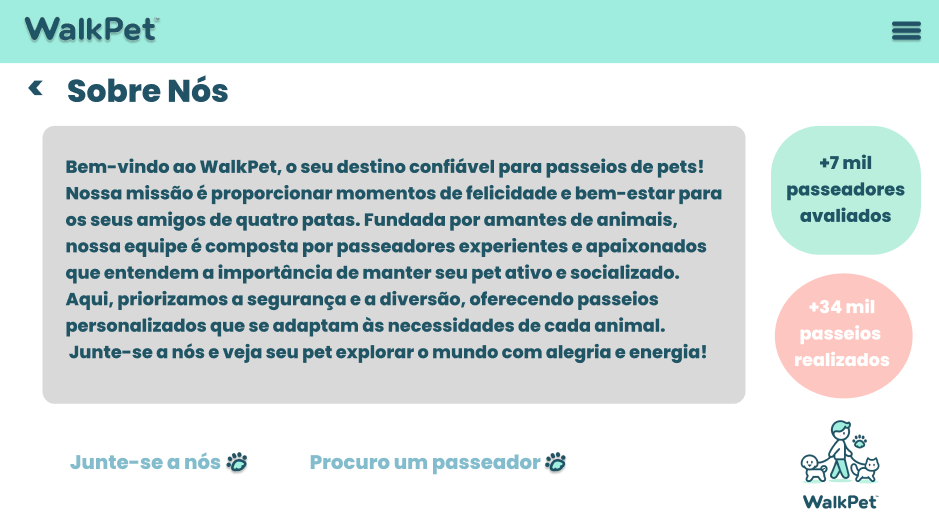 WalkPet™
Sobre Nós
Bem-vindo ao WalkPet, o seu destino confiável para passeios de pets!
Nossa missão é proporcionar momentos de felicidade e bem-estar para
os seus amigos de quatro patas. Fundada por amantes de animais,
nossa equipe é composta por passeadores experientes e apaixonados
que entendem a importância de manter seu pet ativo e socializado.
Aqui, priorizamos a segurança e a diversão, oferecendo passeios
personalizados que se adaptam às necessidades de cada animal.
Junte-se a nós e veja seu pet explorar o mundo com alegria e energia!
+7 mil
passeadores
avaliados
+34 mil
passeios
realizados
Junte-se a nós
Procuro um passeador
WalkPet™